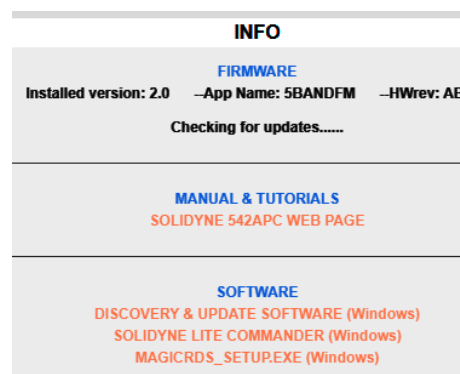 INFO
FIRMWARE
Installed version: 2.0 --App Name: 5BANDFM --HWrev:
Checking for updates......
MANUAL & TUTORIALS
SOLIDYNE 542APC WEB PAGE
SOFTWARE
DISCOVERY & UPDATE SOFTWARE (Windows)
SOLIDYNE LITE COMMANDER (Windows)
MAGICRDS_SETUP.EXE (Windows)